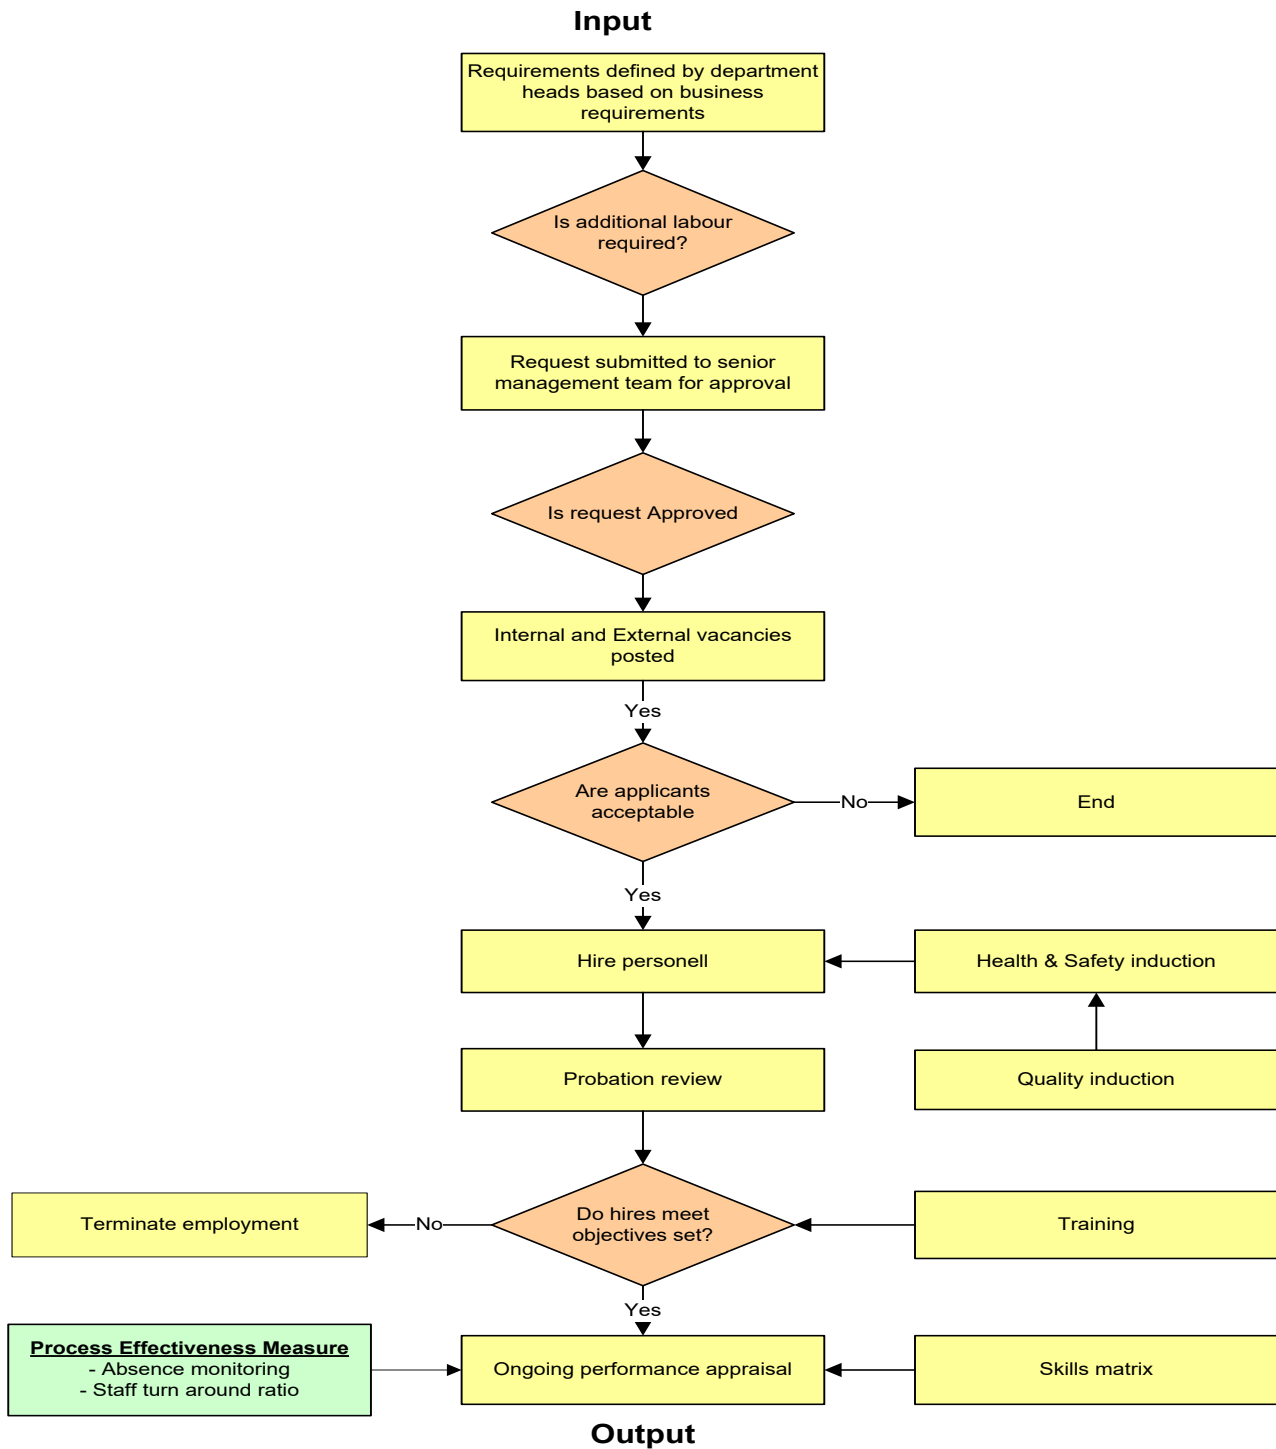 Input
Requirements defined by department
heads based on business
requirements
Is additional labour
required?
Request submitted to senior
management team for approval
Is request Approved
Internal and External vacancies
posted
Yes
Are applicants
acceptable
No
End
Yes
Hire personell
Health & Safety induction
Probation review
Quality induction
Terminate employment
No
Do hires meet
objectives set?
Training
Yes
Process Effectiveness Measure
- Absence monitoring
- Staff turn around ratio
Ongoing performance appraisal
Skills matrix
Output